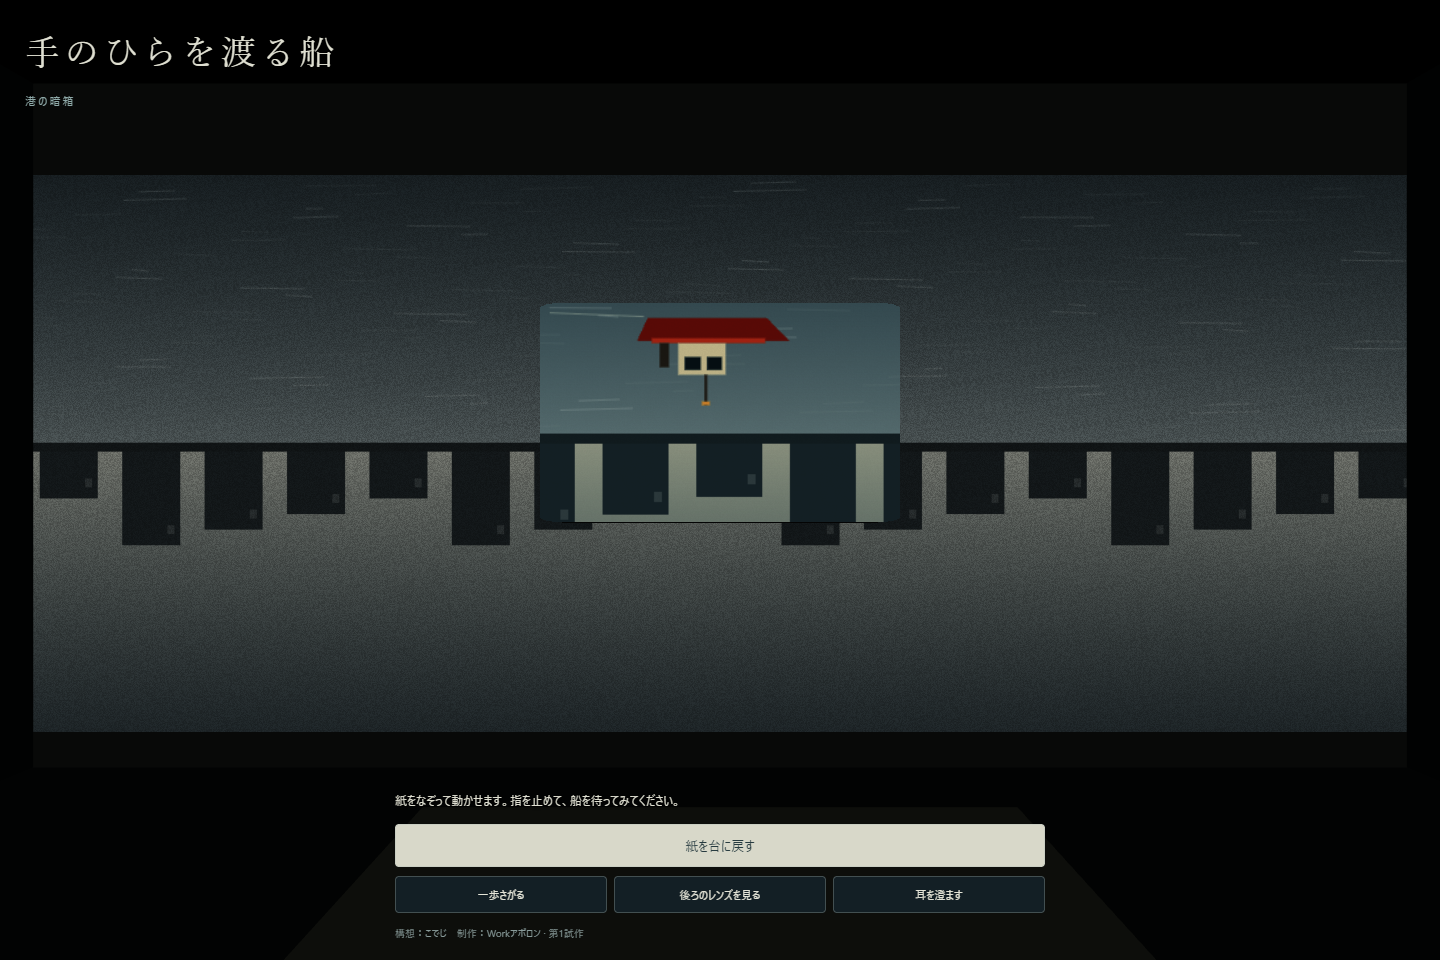 手のひらを渡る船
港の暗箱
紙をなぞって動かせます。指を止めて、船を待ってみてください。
紙を台に戻す
一歩さがる
後ろのレンズを見る
耳を澄ます
構想：こでじ　制作：Workアポロン · 第1試作